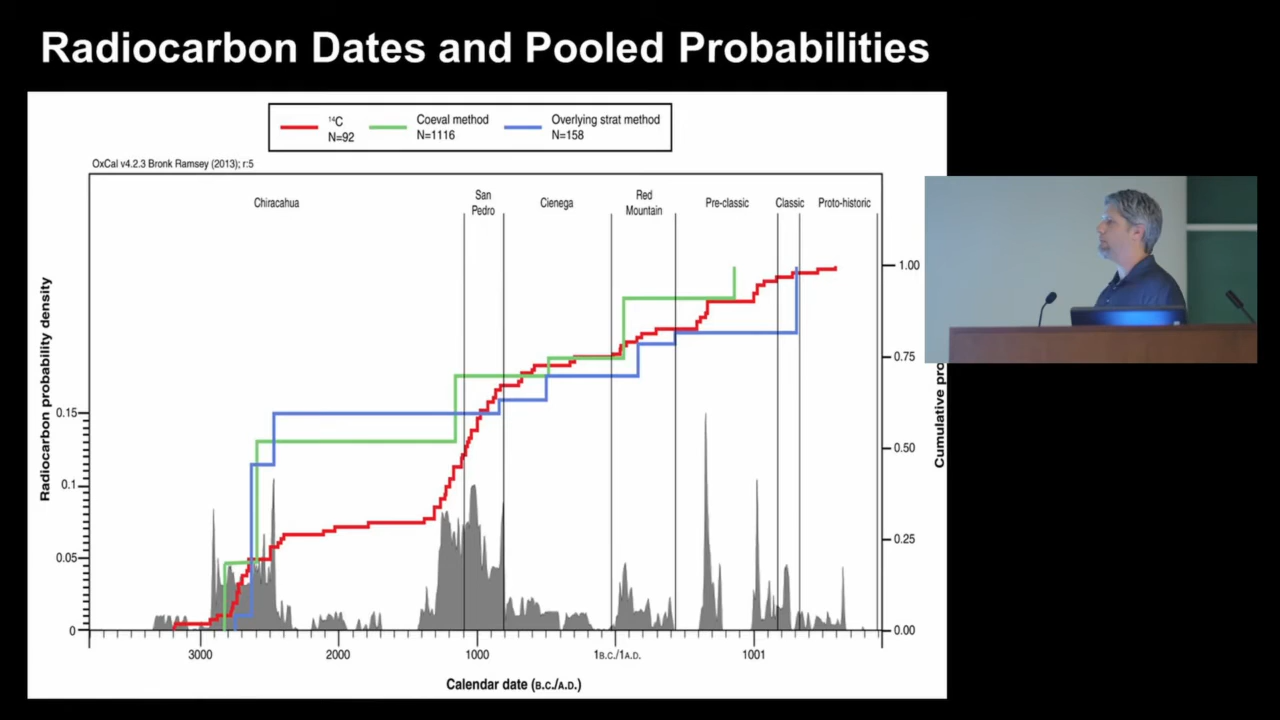 Radiocarbon Dates and Pooled Probabilities
14C
N=92
Coeval method
N=1116
Overlying strat method
N=158
OxCal v4.2.3 Bronk Ramsey (2013); r:5
Chiracahua
San
Pedro
Cienega
Red
Mountain
Pre-classic
Classic
Proto-historic
Radiocarbon probability density
0.15
0.1
0.05
0
1.00
0.75
0.50
0.25
0.00
3000
2000
1000
1B.C./1A.D.
1001
Calendar date (B.C./A.D.)
Cumulative